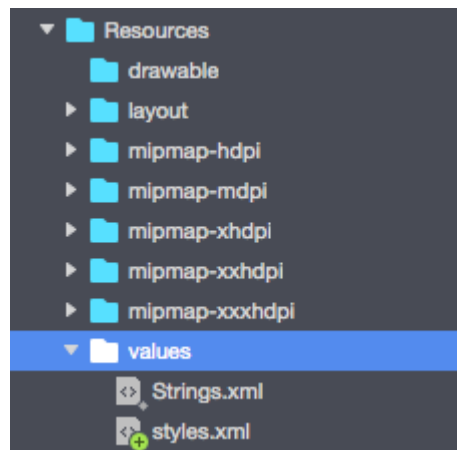 Resources
drawable
layout
mipmap-hdpi
mipmap-mdpi
mipmap-xhdpi
mipmap-xxhdpi
mipmap-xxxhdpi
values
Strings.xml
styles.xml